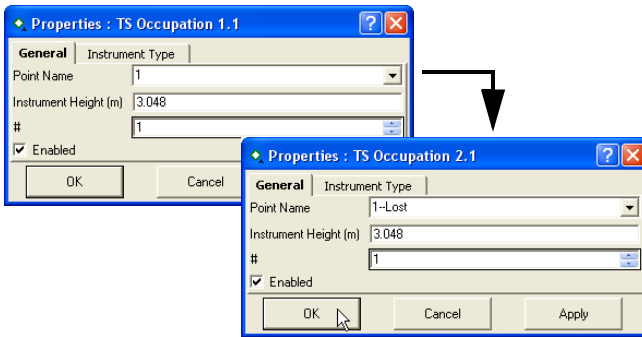 Properties : TS Occupation 1.1
General Instrument Type
Point Name 1
Instrument Height (m) 3.048
# 1
Enabled
OK Cancel
Properties : TS Occupation 2.1
General Instrument Type
Point Name 1--Lost
Instrument Height (m) 3.048
# 1
Enabled
OK Cancel Apply